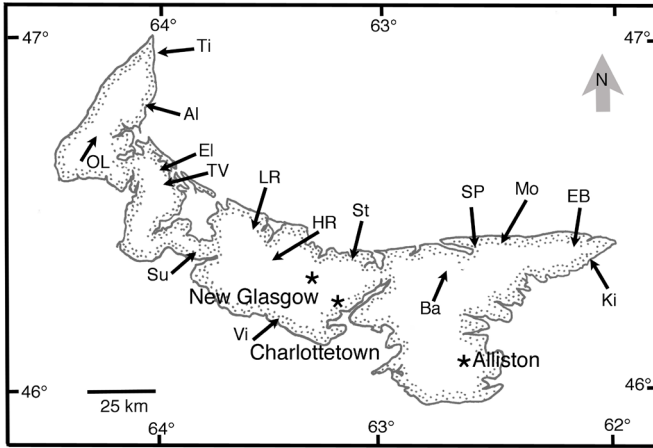 64°
63°
47°
47°
Ti
N
Al
El
OL
TV
LR
SP
Mo
EB
St
HR
Su
New Glasgow
Ki
Ba
Vi
Charlottetown
Alliston
46°
46°
25 km
64°
63°
62°